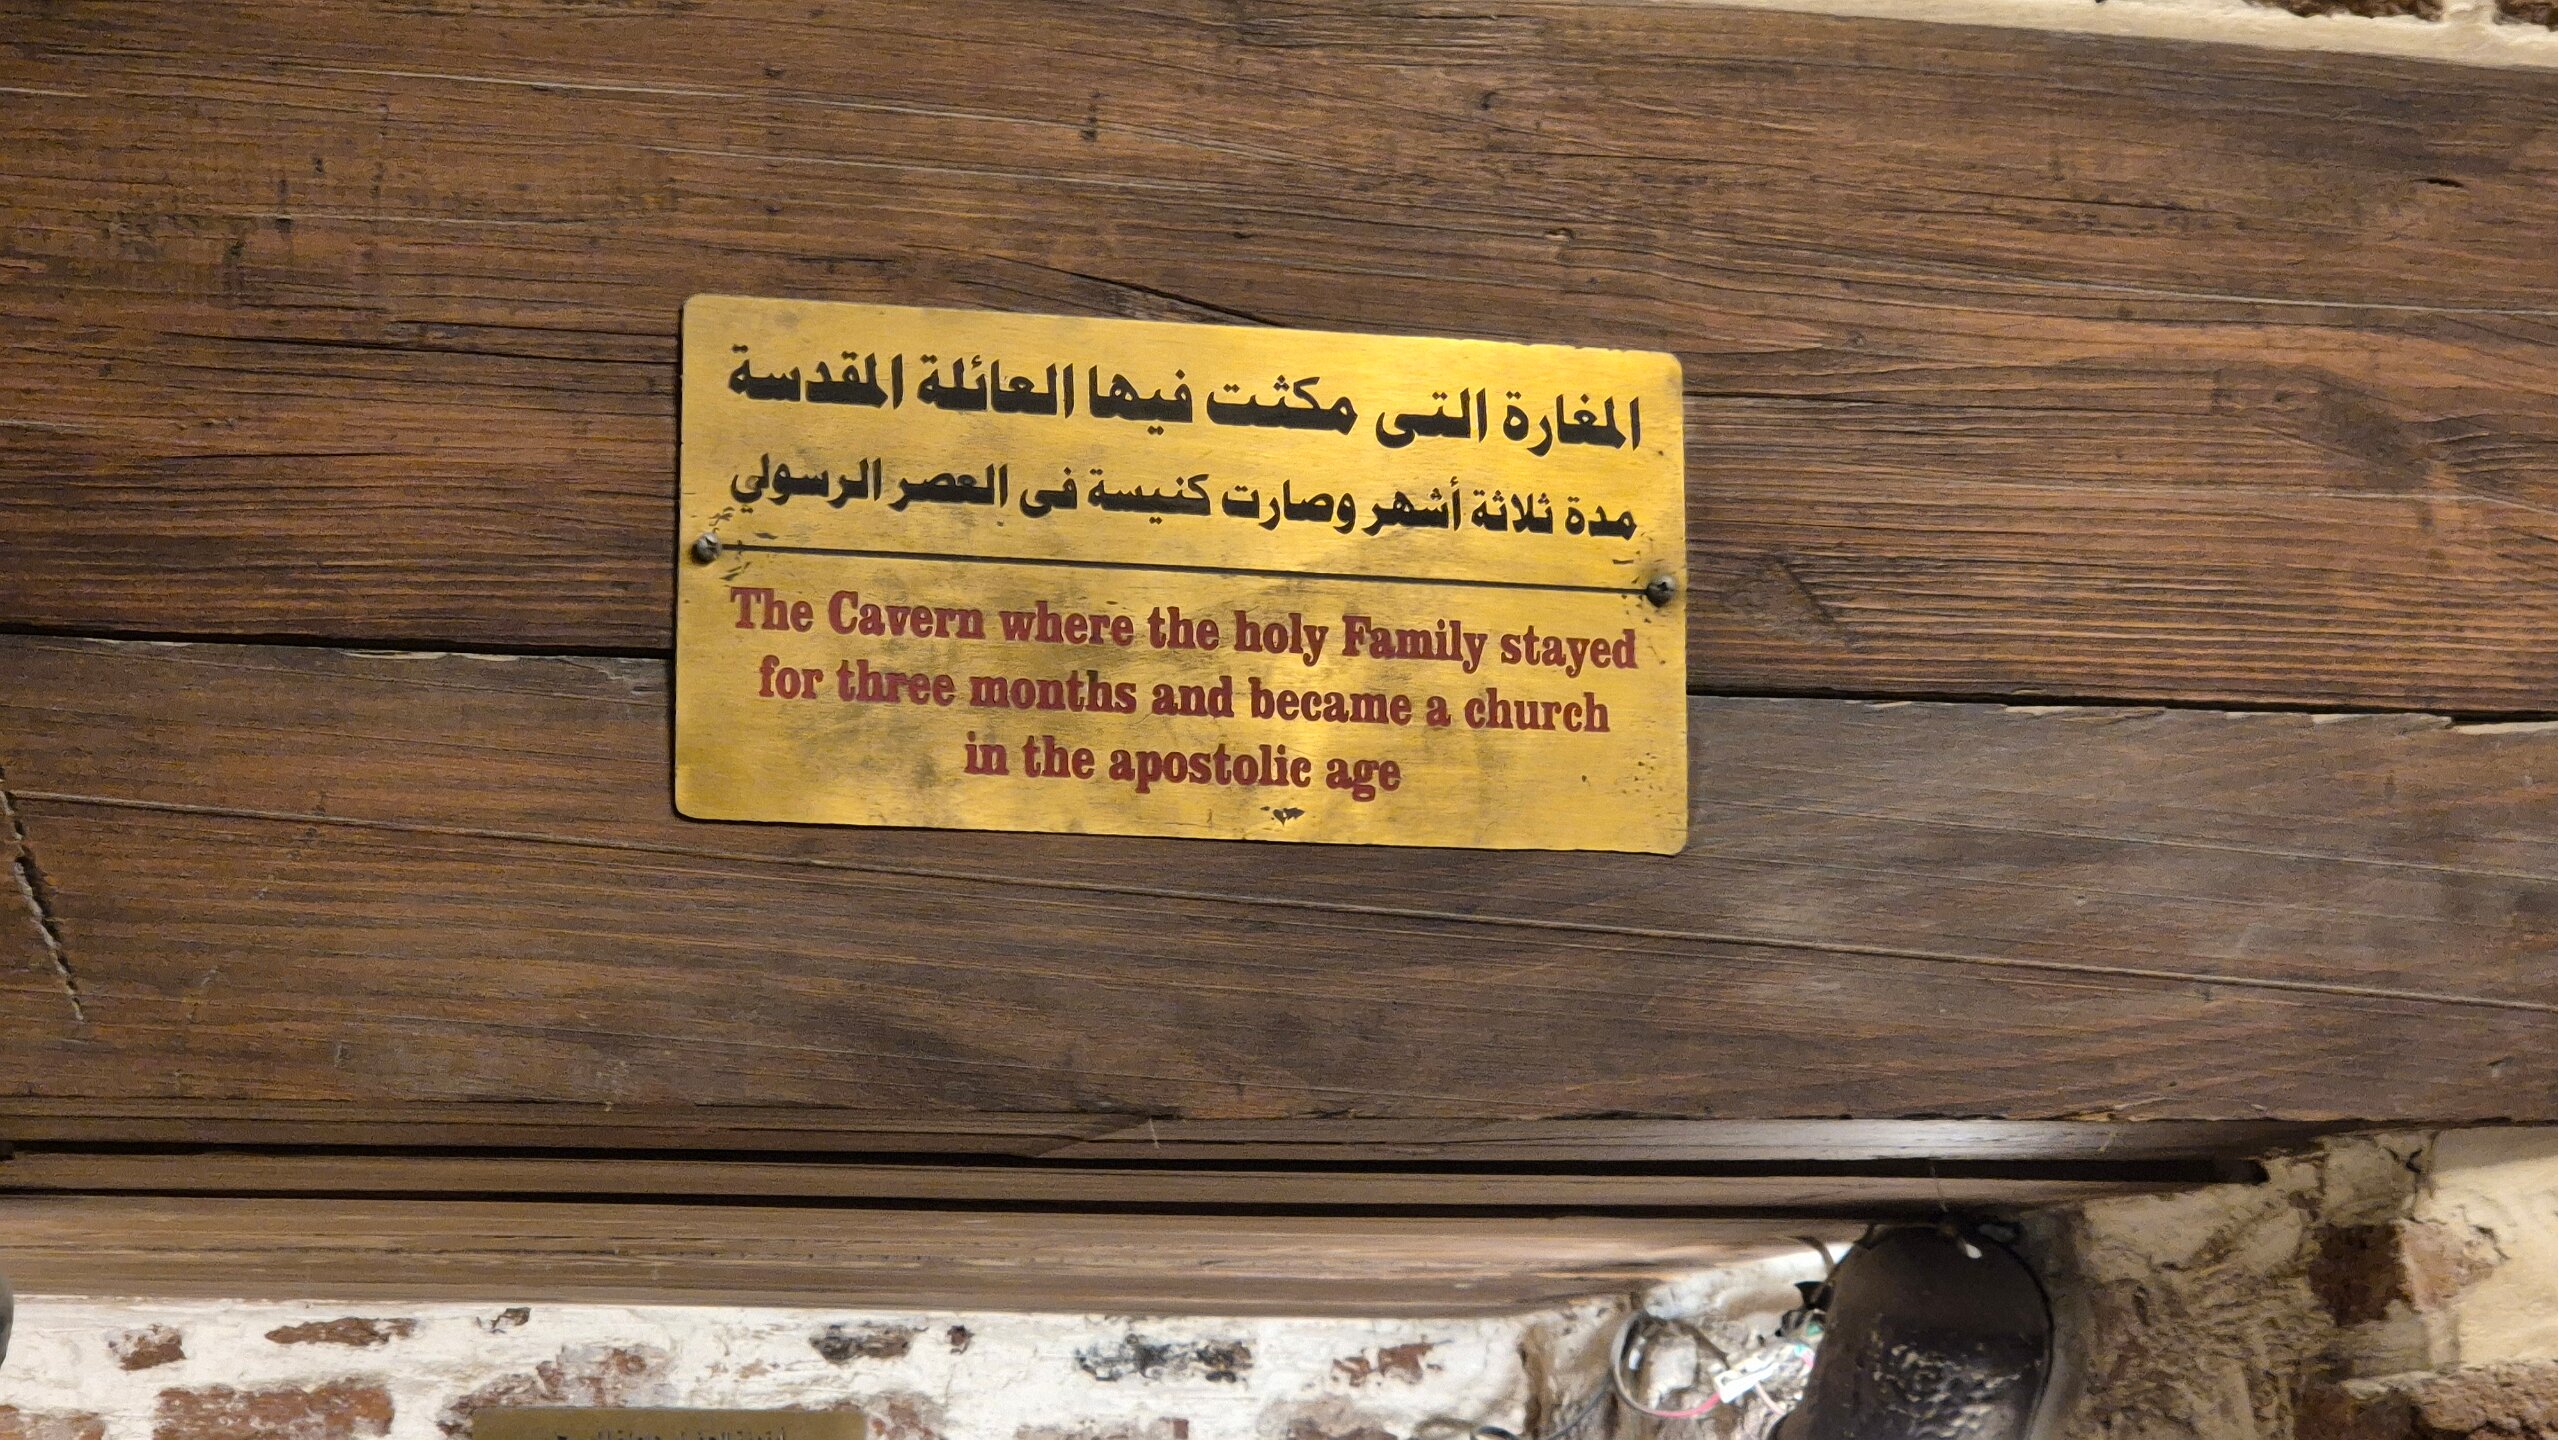 المغارة التى مكثت فيها العائلة المقدسة
مدة ثلاثة أشهر وصارت كنيسة فى العصر الرسولي
The Cavern where the holy Family stayed
for three months and became a church
in the apostolic age